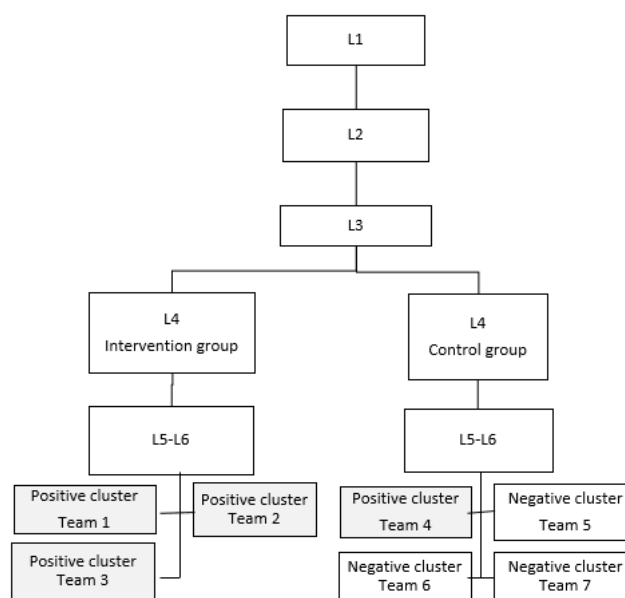 L1
L2
L3
L4
Intervention group
L4
Control group
L5-L6
L5-L6
Positive cluster
Team 1
Positive cluster
Team 2
Positive cluster
Team 4
Negative cluster
Team 5
Positive cluster
Team 3
Negative cluster
Team 6
Negative cluster
Team 7